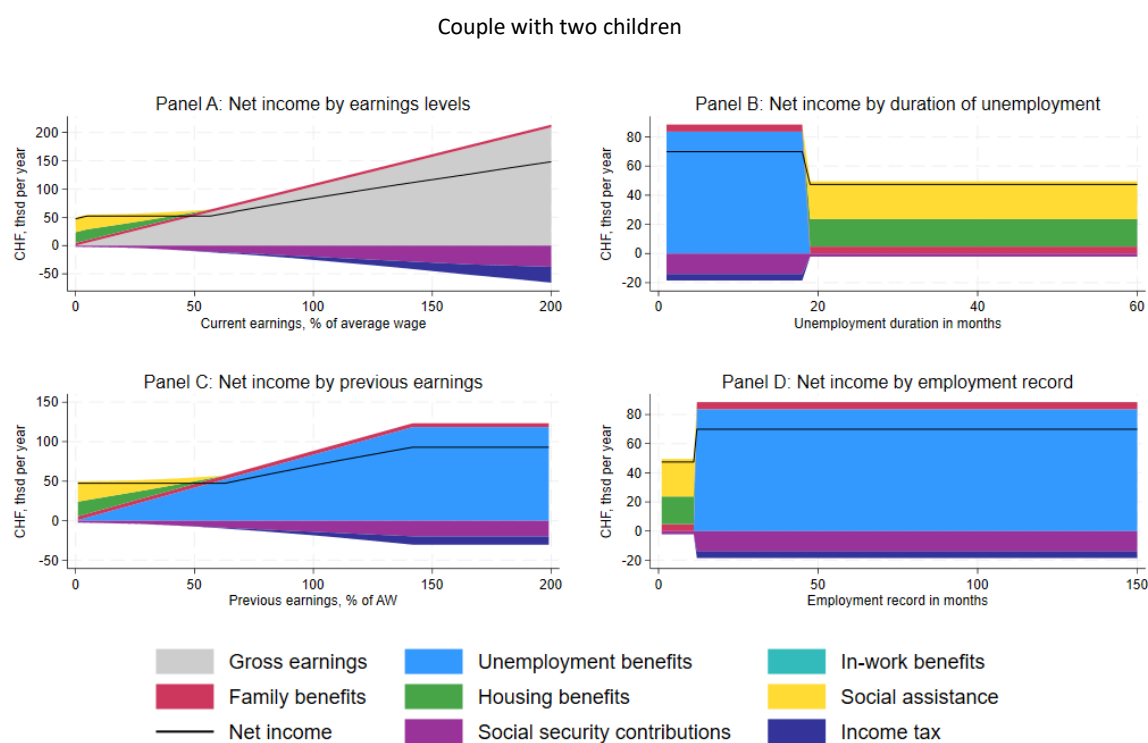 Couple with two children
Panel A: Net income by earnings levels
CHF, thsd per year
200
150
100
50
0
-50
0 50 100 150 200
Current earnings, % of average wage
Panel B: Net income by duration of unemployment
CHF, thsd per year
80
60
40
20
0
-20
0 20 40 60
Unemployment duration in months
Panel C: Net income by previous earnings
CHF, thsd per year
150
100
50
0
-50
0 50 100 150 200
Previous earnings, % of AW
Panel D: Net income by employment record
CHF, thsd per year
80
60
40
20
0
-20
0 50 100 150
Employment record in months
Gross earnings Unemployment benefits In-work benefits
Family benefits Housing benefits Social assistance
Net income Social security contributions Income tax